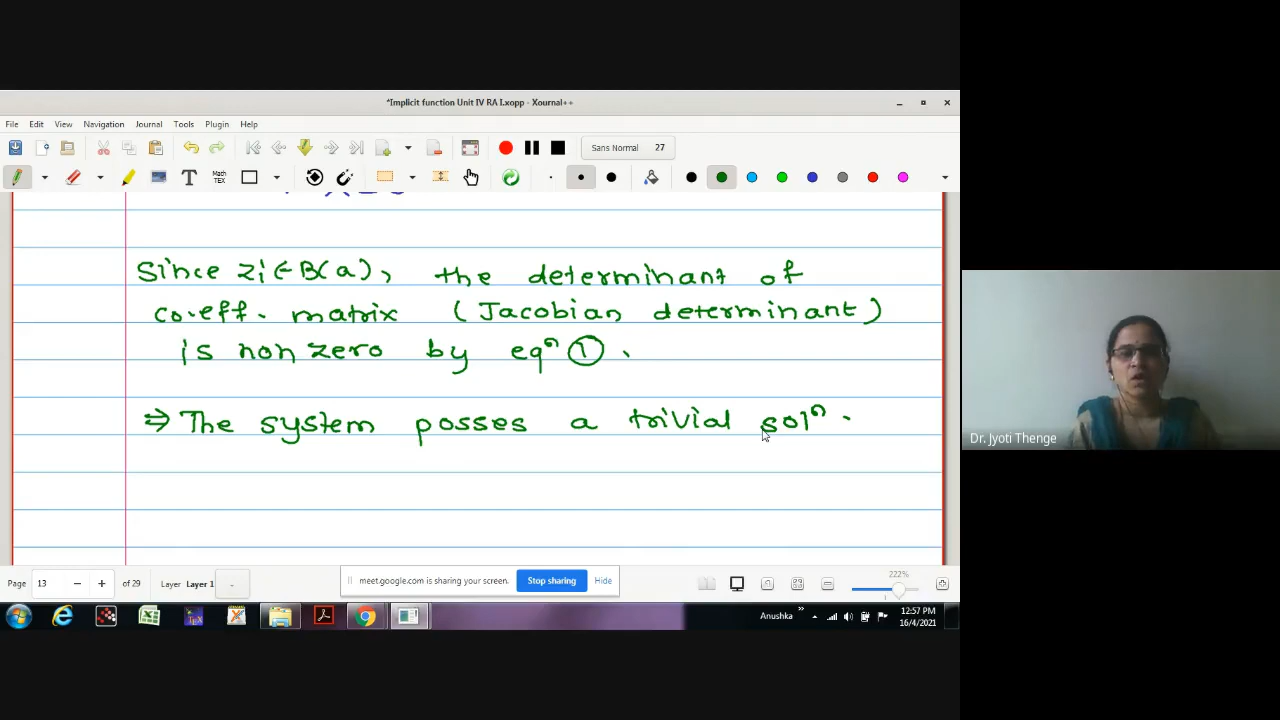 *Implicit function Unit IV RA I.xopp - Xournal++
File Edit View Navigation Journal Tools Plugin Help
Sans Normal 27
Math TEX
Since zi ∈ B(a), the determinant of
co.eff. matrix (Jacobian determinant)
is non zero by eqn ①.
⇒ The system posses a trivial soln.
Dr. Jyoti Thenge
Page 13 of 29 Layer Layer 1
meet.google.com is sharing your screen. Stop sharing Hide
222%
Anushka
12:57 PM
16/4/2021